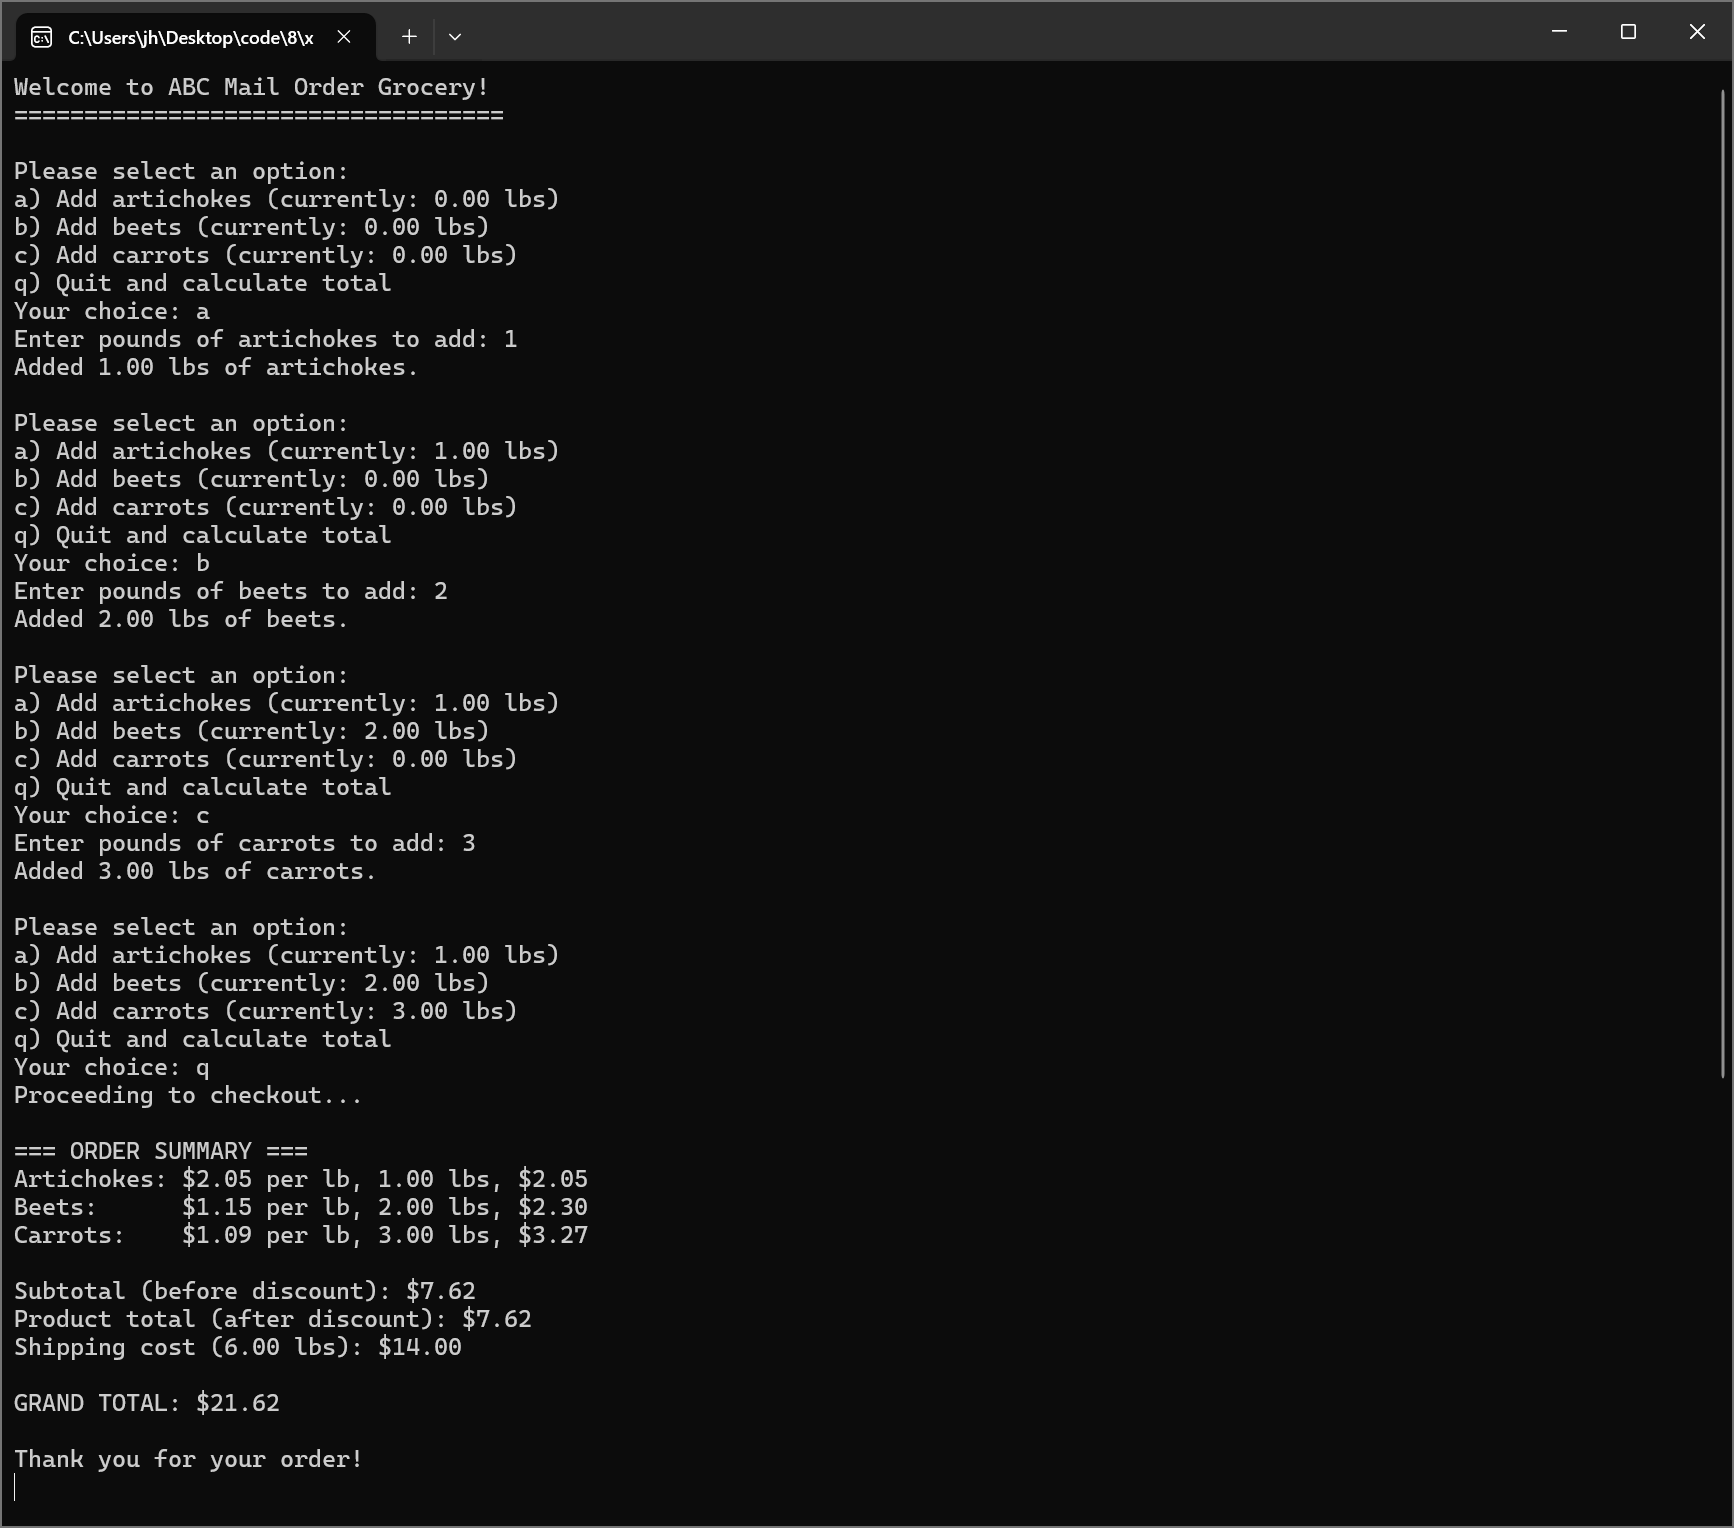 C:\Users\jh\Desktop\code\8\x
Welcome to ABC Mail Order Grocery!
===================================
Please select an option:
a) Add artichokes (currently: 0.00 lbs)
b) Add beets (currently: 0.00 lbs)
c) Add carrots (currently: 0.00 lbs)
q) Quit and calculate total
Your choice: a
Enter pounds of artichokes to add: 1
Added 1.00 lbs of artichokes.
Please select an option:
a) Add artichokes (currently: 1.00 lbs)
b) Add beets (currently: 0.00 lbs)
c) Add carrots (currently: 0.00 lbs)
q) Quit and calculate total
Your choice: b
Enter pounds of beets to add: 2
Added 2.00 lbs of beets.
Please select an option:
a) Add artichokes (currently: 1.00 lbs)
b) Add beets (currently: 2.00 lbs)
c) Add carrots (currently: 0.00 lbs)
q) Quit and calculate total
Your choice: c
Enter pounds of carrots to add: 3
Added 3.00 lbs of carrots.
Please select an option:
a) Add artichokes (currently: 1.00 lbs)
b) Add beets (currently: 2.00 lbs)
c) Add carrots (currently: 3.00 lbs)
q) Quit and calculate total
Your choice: q
Proceeding to checkout...
=== ORDER SUMMARY ===
Artichokes: $2.05 per lb, 1.00 lbs, $2.05
Beets:      $1.15 per lb, 2.00 lbs, $2.30
Carrots:    $1.09 per lb, 3.00 lbs, $3.27
Subtotal (before discount): $7.62
Product total (after discount): $7.62
Shipping cost (6.00 lbs): $14.00
GRAND TOTAL: $21.62
Thank you for your order!